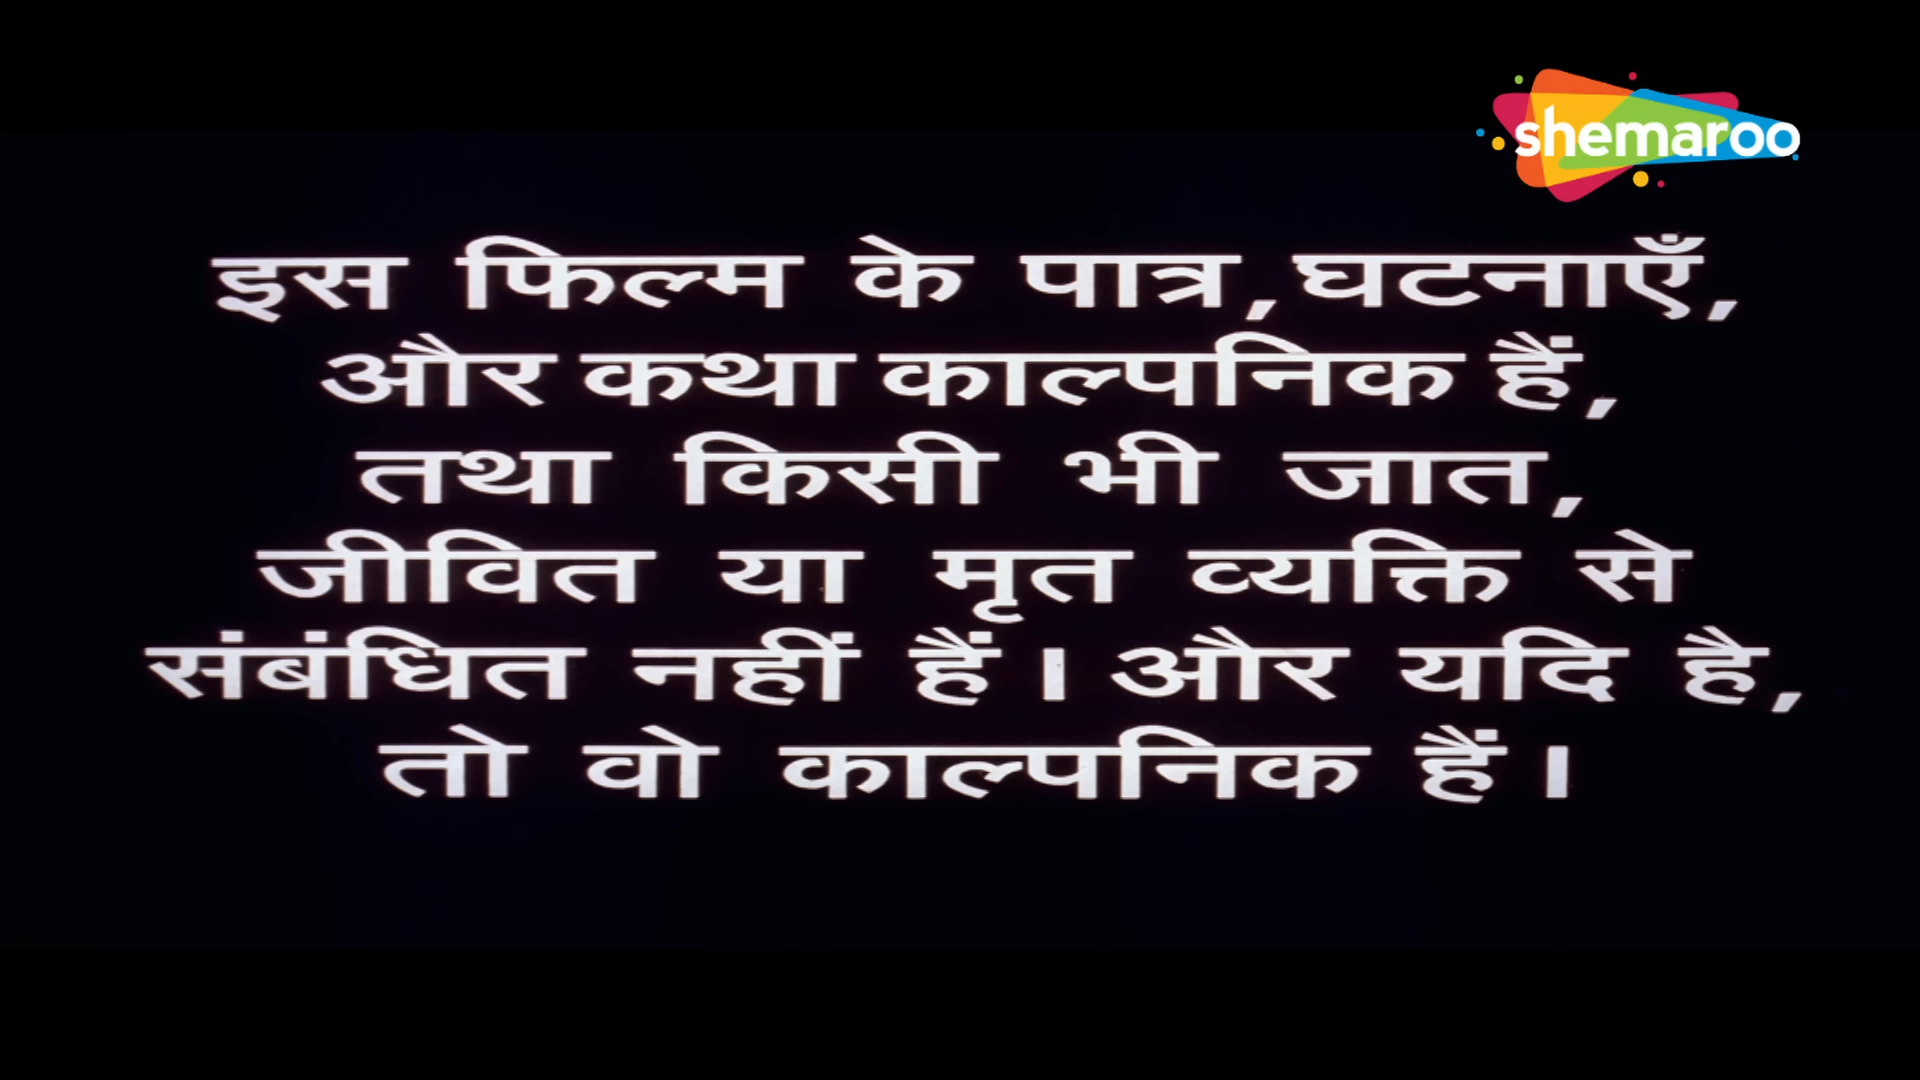 shemaroo
इस फिल्म के पात्र,घटनाएँ,
और कथा काल्पनिक हैं,
तथा किसी भी जात,
जीवित या मृत व्यक्ति से
संबंधित नहीं हैं। और यदि है,
तो वो काल्पनिक हैं।